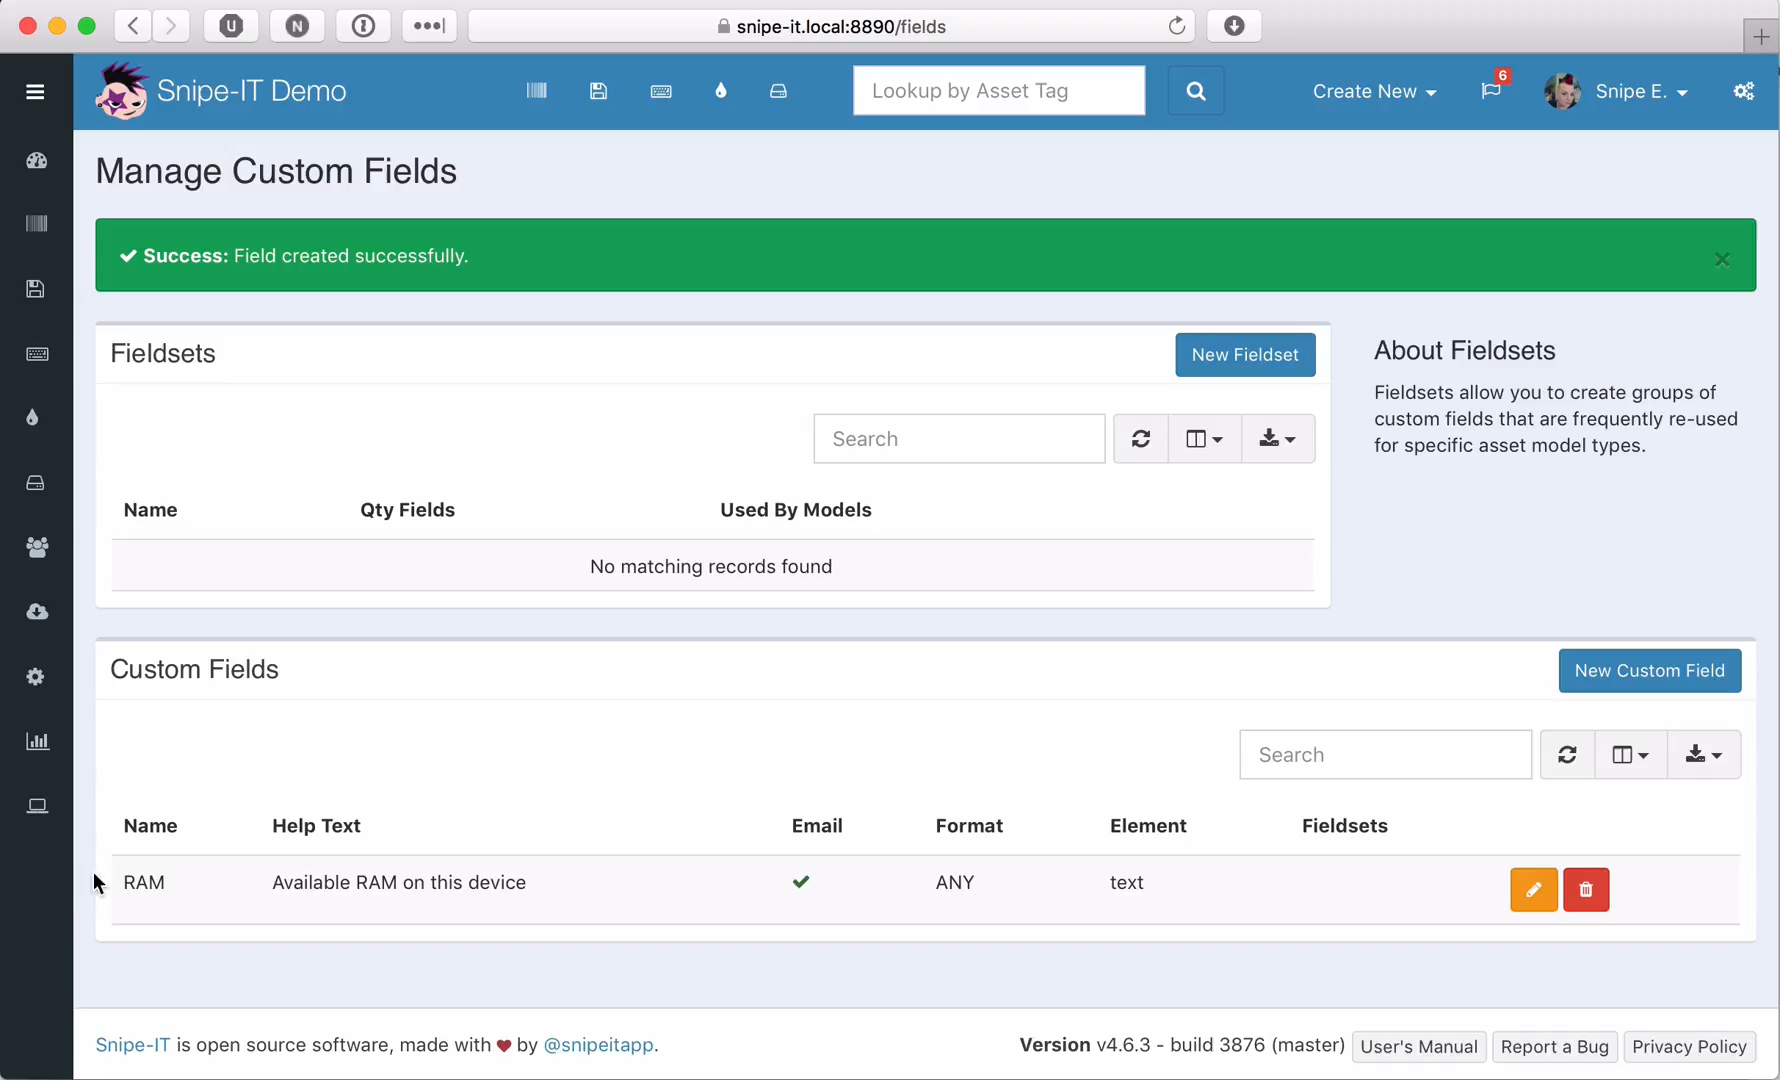 snipe-it.local:8890/fields
Snipe-IT Demo
Lookup by Asset Tag
Create New
6
Snipe E.
Manage Custom Fields
Success: Field created successfully.
Fieldsets
New Fieldset
Search
Name Qty Fields Used By Models
No matching records found
About Fieldsets
Fieldsets allow you to create groups of
custom fields that are frequently re-used
for specific asset model types.
Custom Fields
New Custom Field
Search
Name Help Text Email Format Element Fieldsets
RAM Available RAM on this device ANY text
Snipe-IT is open source software, made with ♥ by @snipeitapp.
Version v4.6.3 - build 3876 (master) User's Manual Report a Bug Privacy Policy